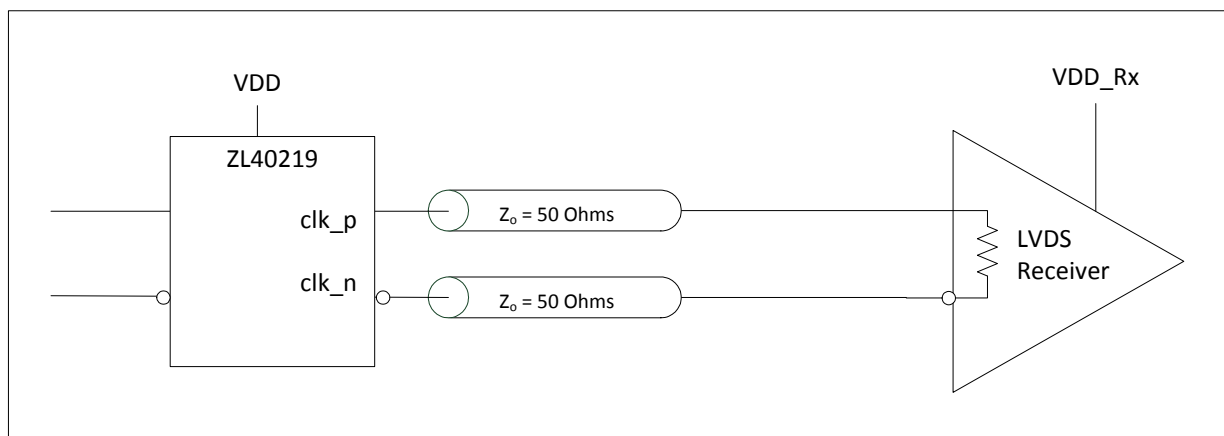 VDD
VDD_Rx
ZL40219
clk_p
Zo = 50 Ohms
LVDS
Receiver
clk_n
Zo = 50 Ohms